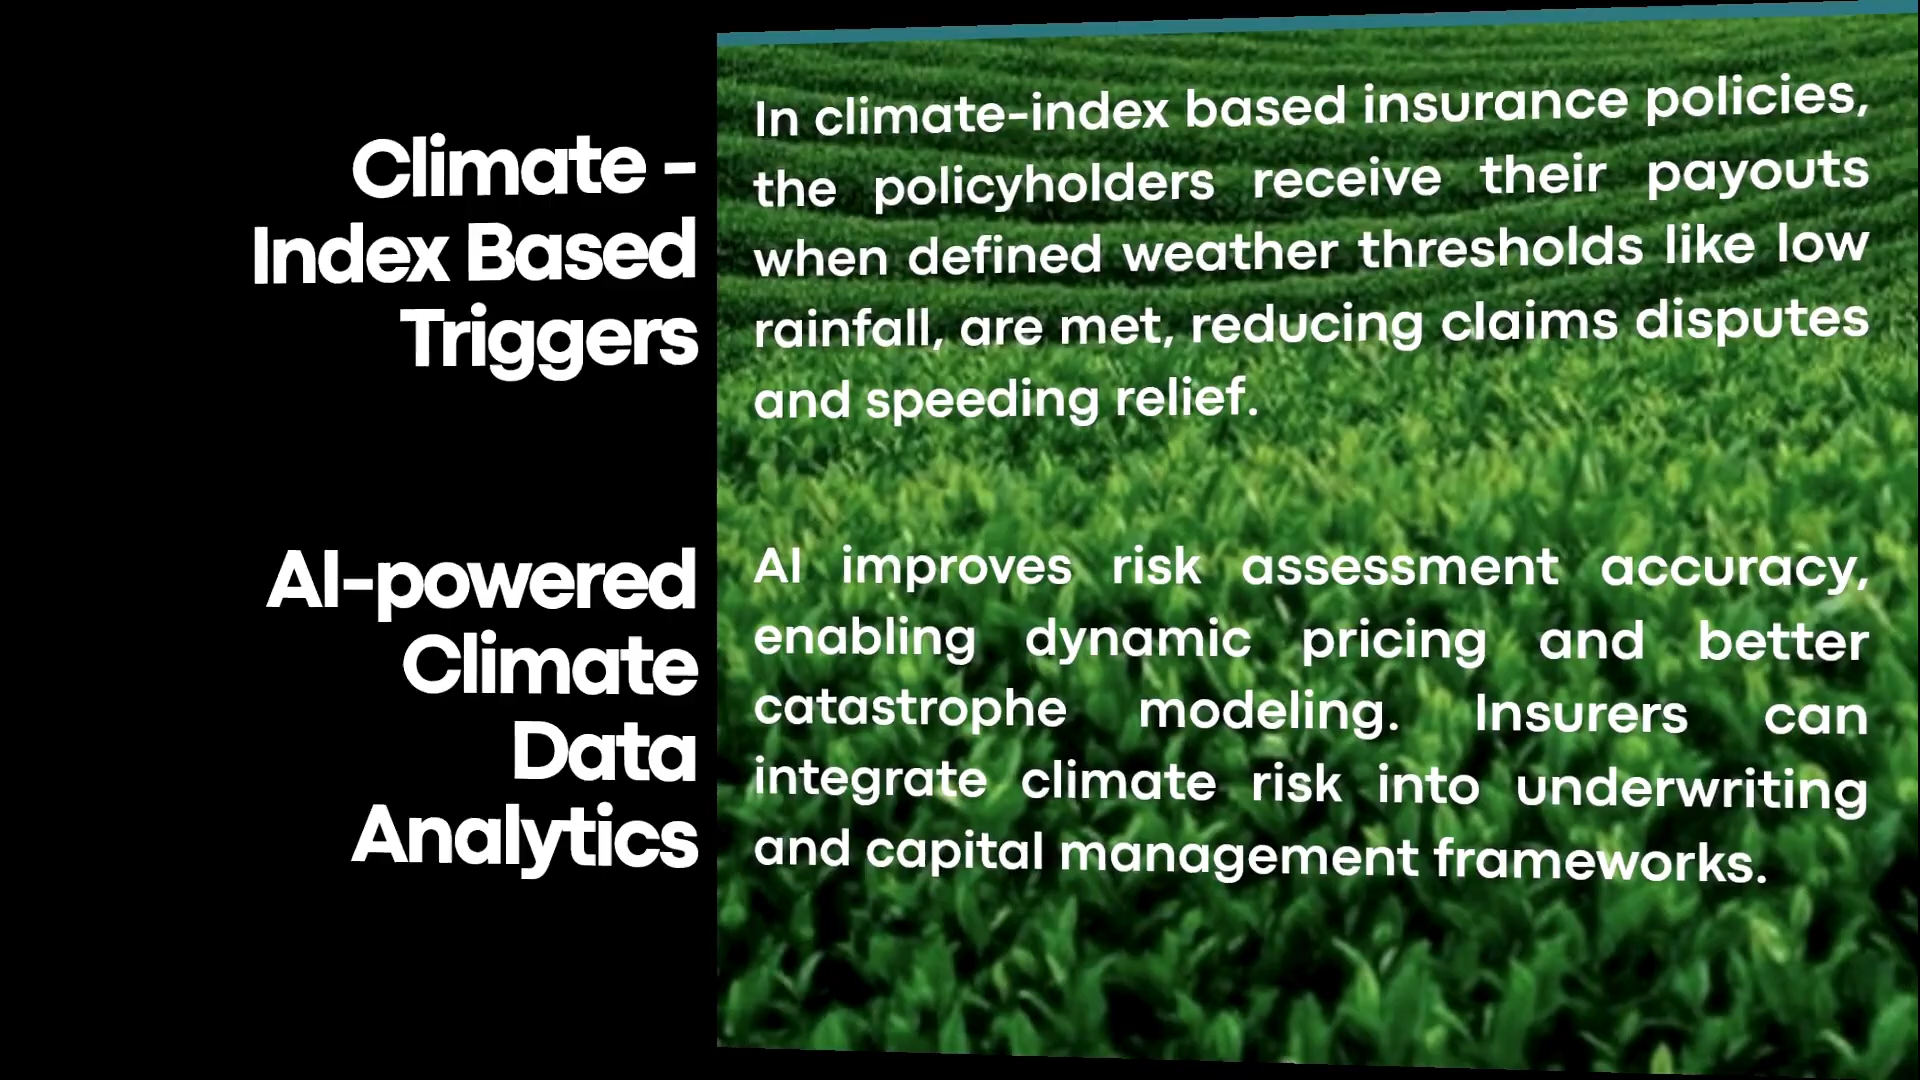 Climate -
Index Based
Triggers
In climate-index based insurance policies,
the policyholders receive their payouts
when defined weather thresholds like low
rainfall, are met, reducing claims disputes
and speeding relief.
AI-powered
Climate
Data
Analytics
AI improves risk assessment accuracy,
enabling dynamic pricing and better
catastrophe modeling. Insurers can
integrate climate risk into underwriting
and capital management frameworks.